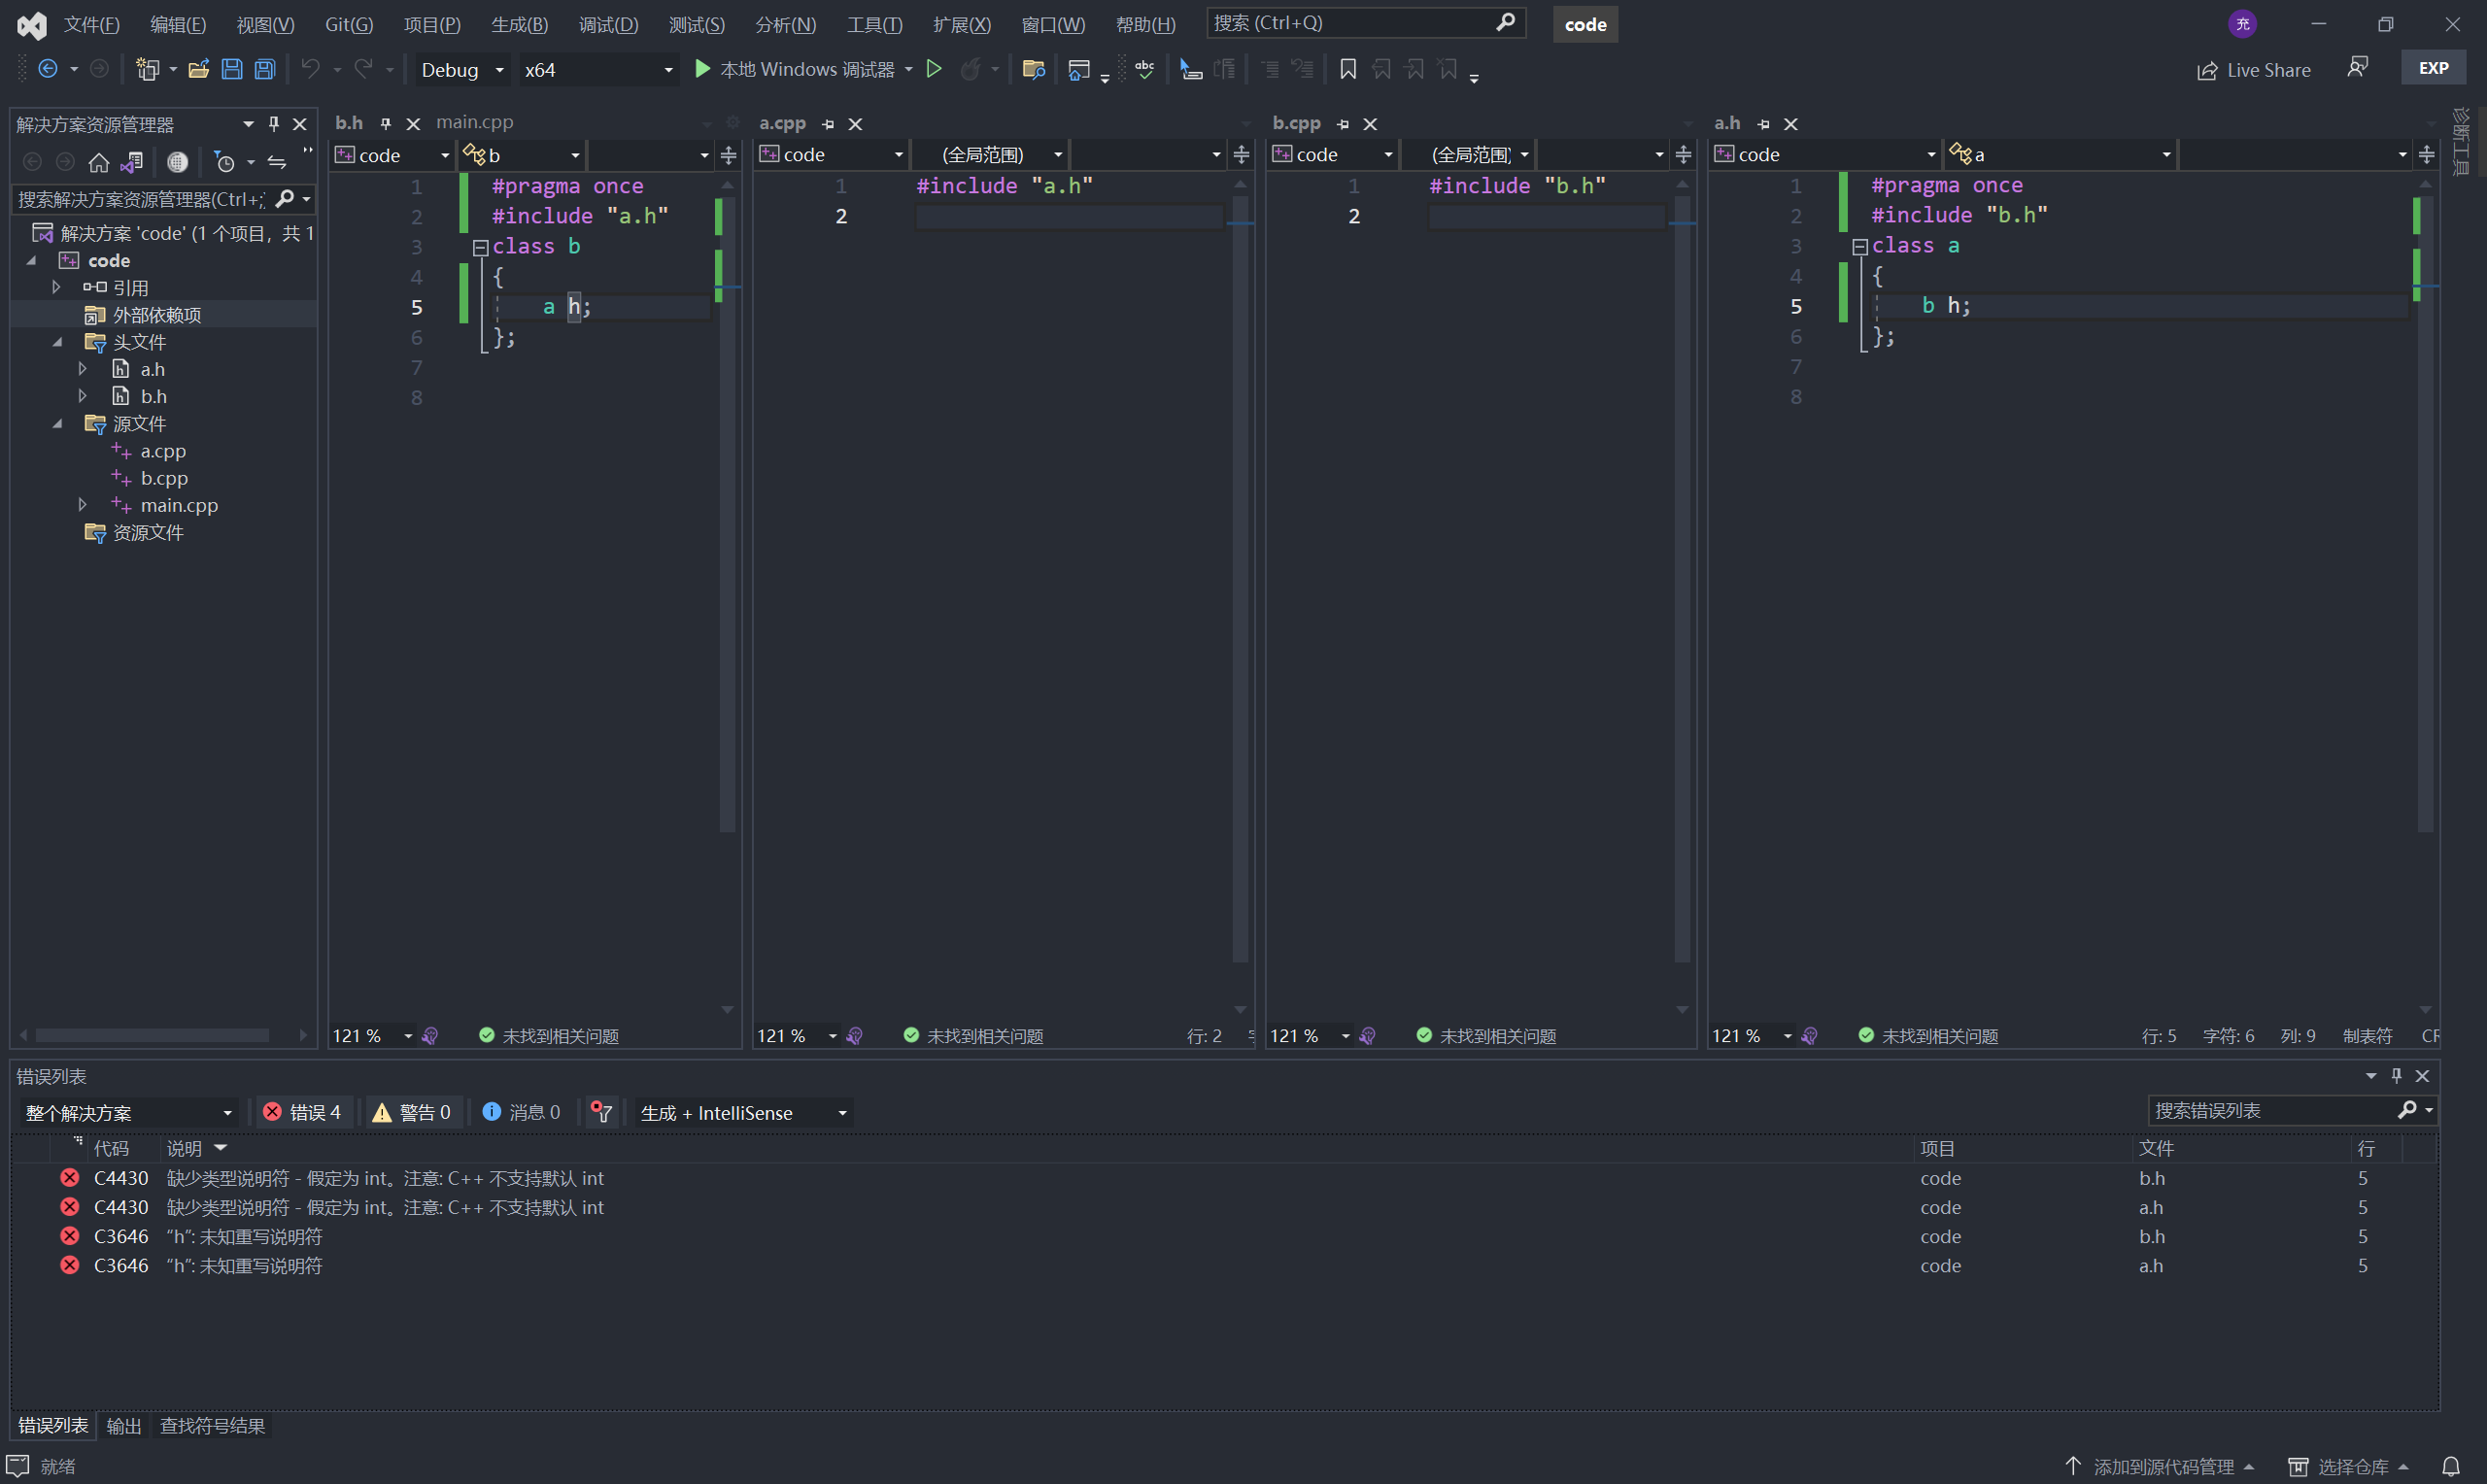 文件(F) 编辑(E) 视图(V) Git(G) 项目(P) 生成(B) 调试(D) 测试(S) 分析(N) 工具(T) 扩展(X) 窗口(W) 帮助(H) 搜索 (Ctrl+Q) code 充
Debug x64 本地 Windows 调试器 abc Live Share EXP
诊断工具
解决方案资源管理器
搜索解决方案资源管理器(Ctrl+;
解决方案 'code' (1 个项目，共 1
code
引用
外部依赖项
头文件
a.h
b.h
源文件
a.cpp
b.cpp
main.cpp
资源文件
b.h main.cpp
code b
1 #pragma once
2 #include "a.h"
3 class b
4 {
5 a h;
6 };
7
8
121 % 未找到相关问题
a.cpp
code (全局范围)
1 #include "a.h"
2
121 % 未找到相关问题 行: 2
b.cpp
code (全局范围)
1 #include "b.h"
2
121 % 未找到相关问题
a.h
code a
1 #pragma once
2 #include "b.h"
3 class a
4 {
5 b h;
6 };
7
8
121 % 未找到相关问题 行: 5 字符: 6 列: 9 制表符 CR
错误列表
整个解决方案 错误 4 警告 0 消息 0 生成 + IntelliSense 搜索错误列表
代码 说明 项目 文件 行
C4430 缺少类型说明符 - 假定为 int。注意: C++ 不支持默认 int code b.h 5
C4430 缺少类型说明符 - 假定为 int。注意: C++ 不支持默认 int code a.h 5
C3646 “h”: 未知重写说明符 code b.h 5
C3646 “h”: 未知重写说明符 code a.h 5
错误列表 输出 查找符号结果
就绪 添加到源代码管理 选择仓库